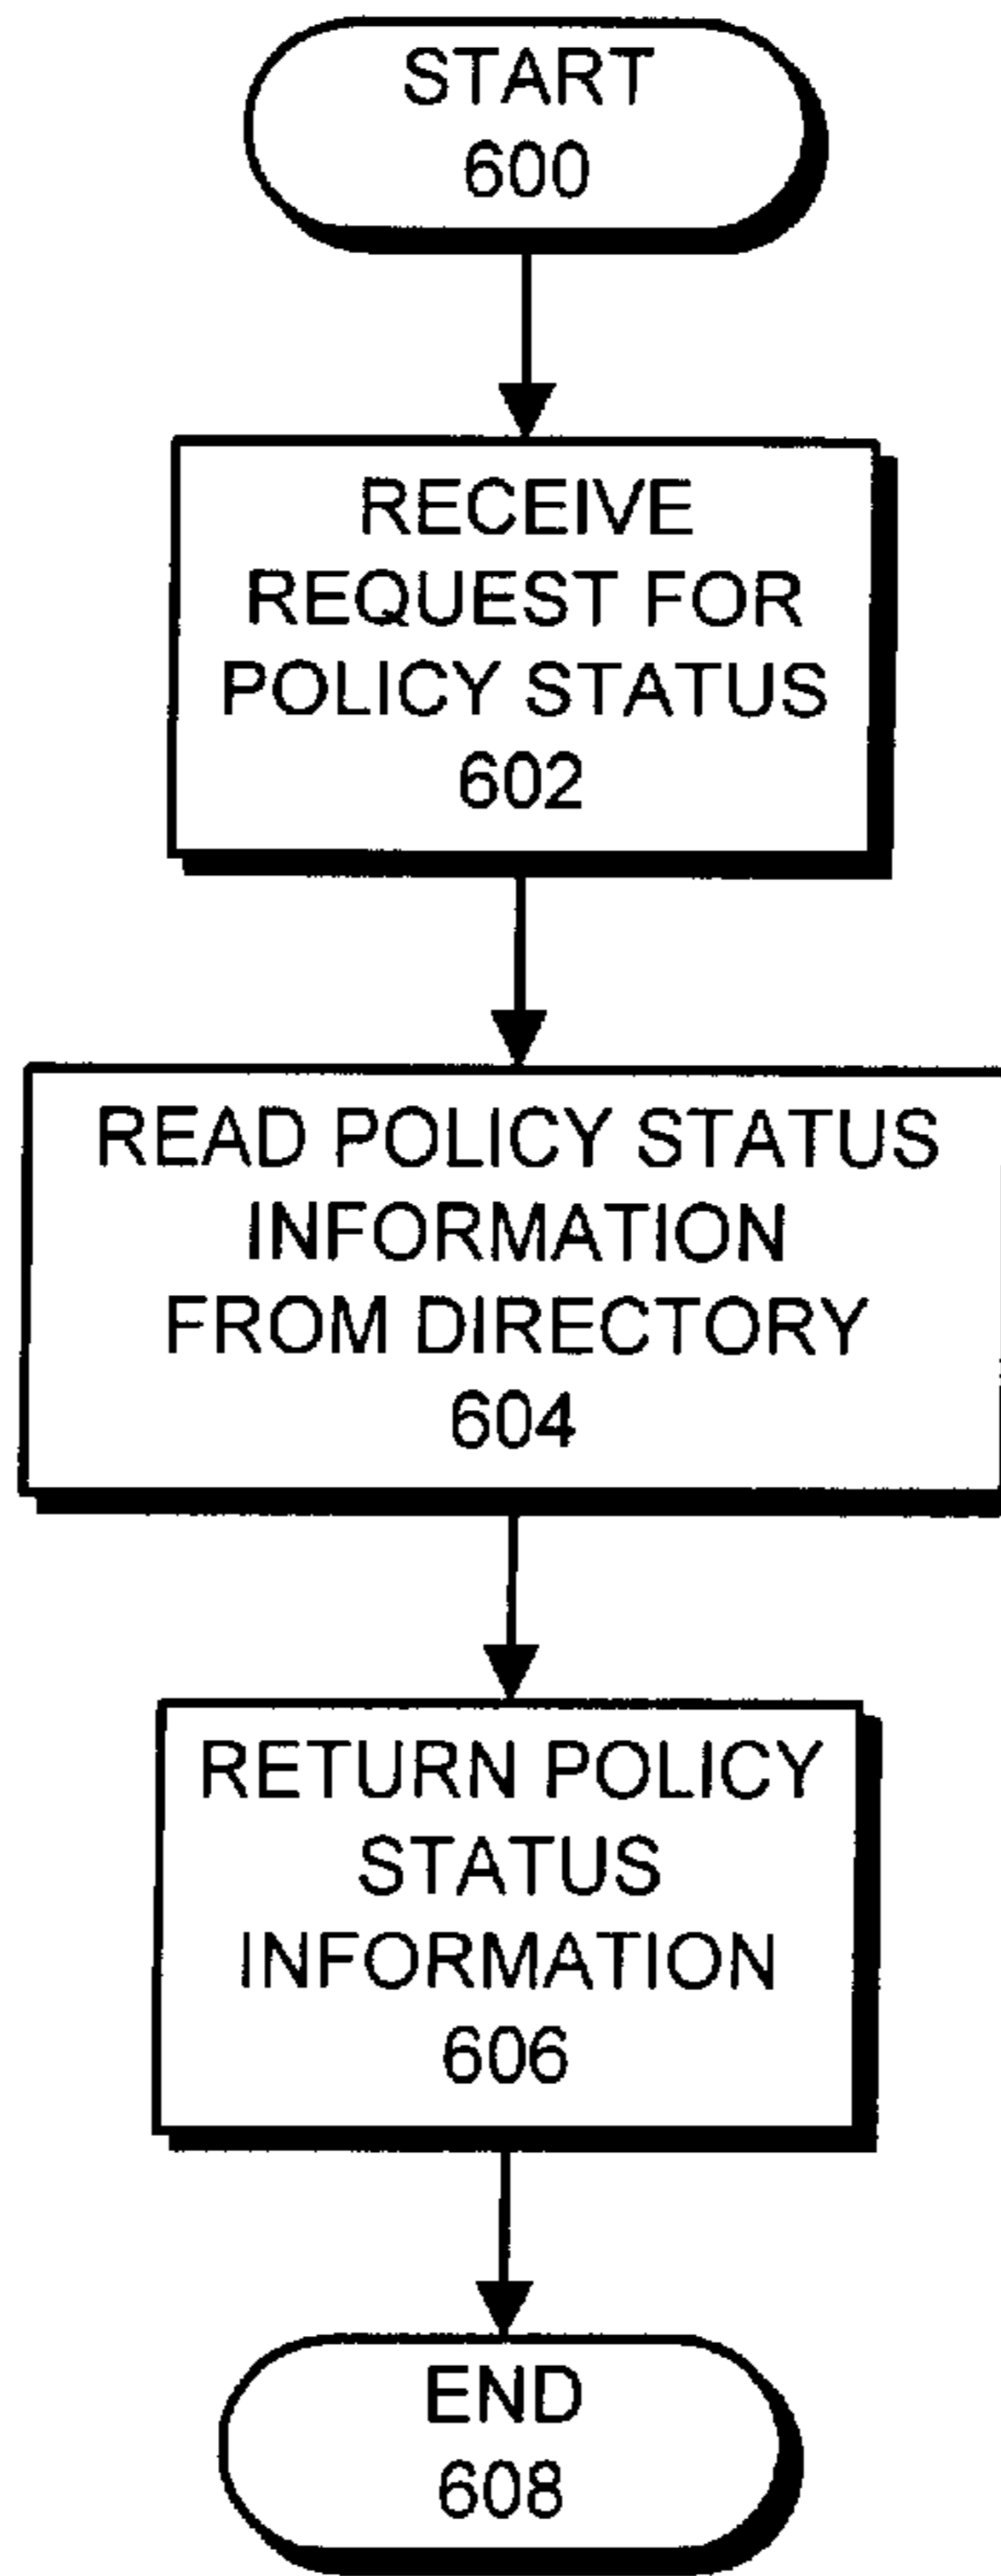 START
600
RECEIVE
REQUEST FOR
POLICY STATUS
602
READ POLICY STATUS
INFORMATION
FROM DIRECTORY
604
RETURN POLICY
STATUS
INFORMATION
606
END
608